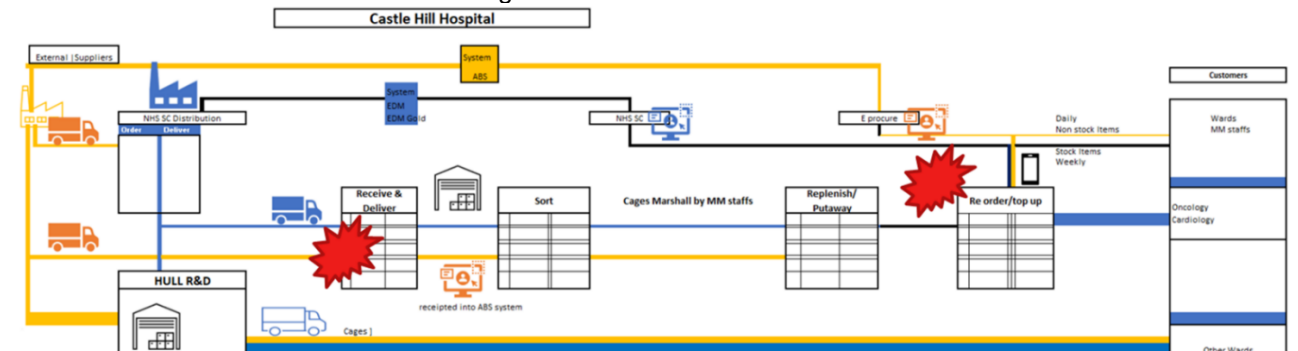 Castle Hill Hospital
External |Suppliers
System
ABS
Customers
System
EDM
EDM Gold
NHS SC Distribution
Order Deliver
NHS SC
E procure
Daily
Non stock Items
Wards
MM staffs
Stock Items
Weekly
Receive &
Deliver
Sort
Cages Marshall by MM staffs
Replenish/
Putaway
Re order/top up
Oncology
Cardiology
HULL R&D
receipted into ABS system
Cages ]
Other Wards